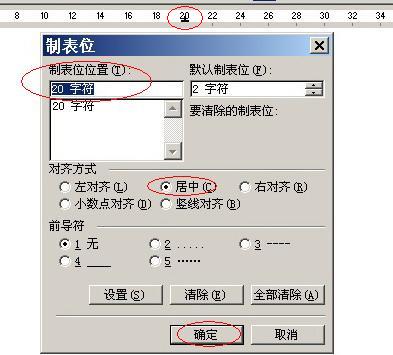 8 10 12 14 16 18 20 22 24 26 28 30 32 34
制表位
制表位位置(T): 默认制表位(F):
20 字符 2 字符
20 字符 要清除的制表位:
对齐方式
左对齐(L) 居中(C) 右对齐(R)
小数点对齐(D) 竖线对齐(B)
前导符
1 无 2 ..... 3 ----
4 ___ 5 ······
设置(S) 清除(E) 全部清除(A)
确定 取消